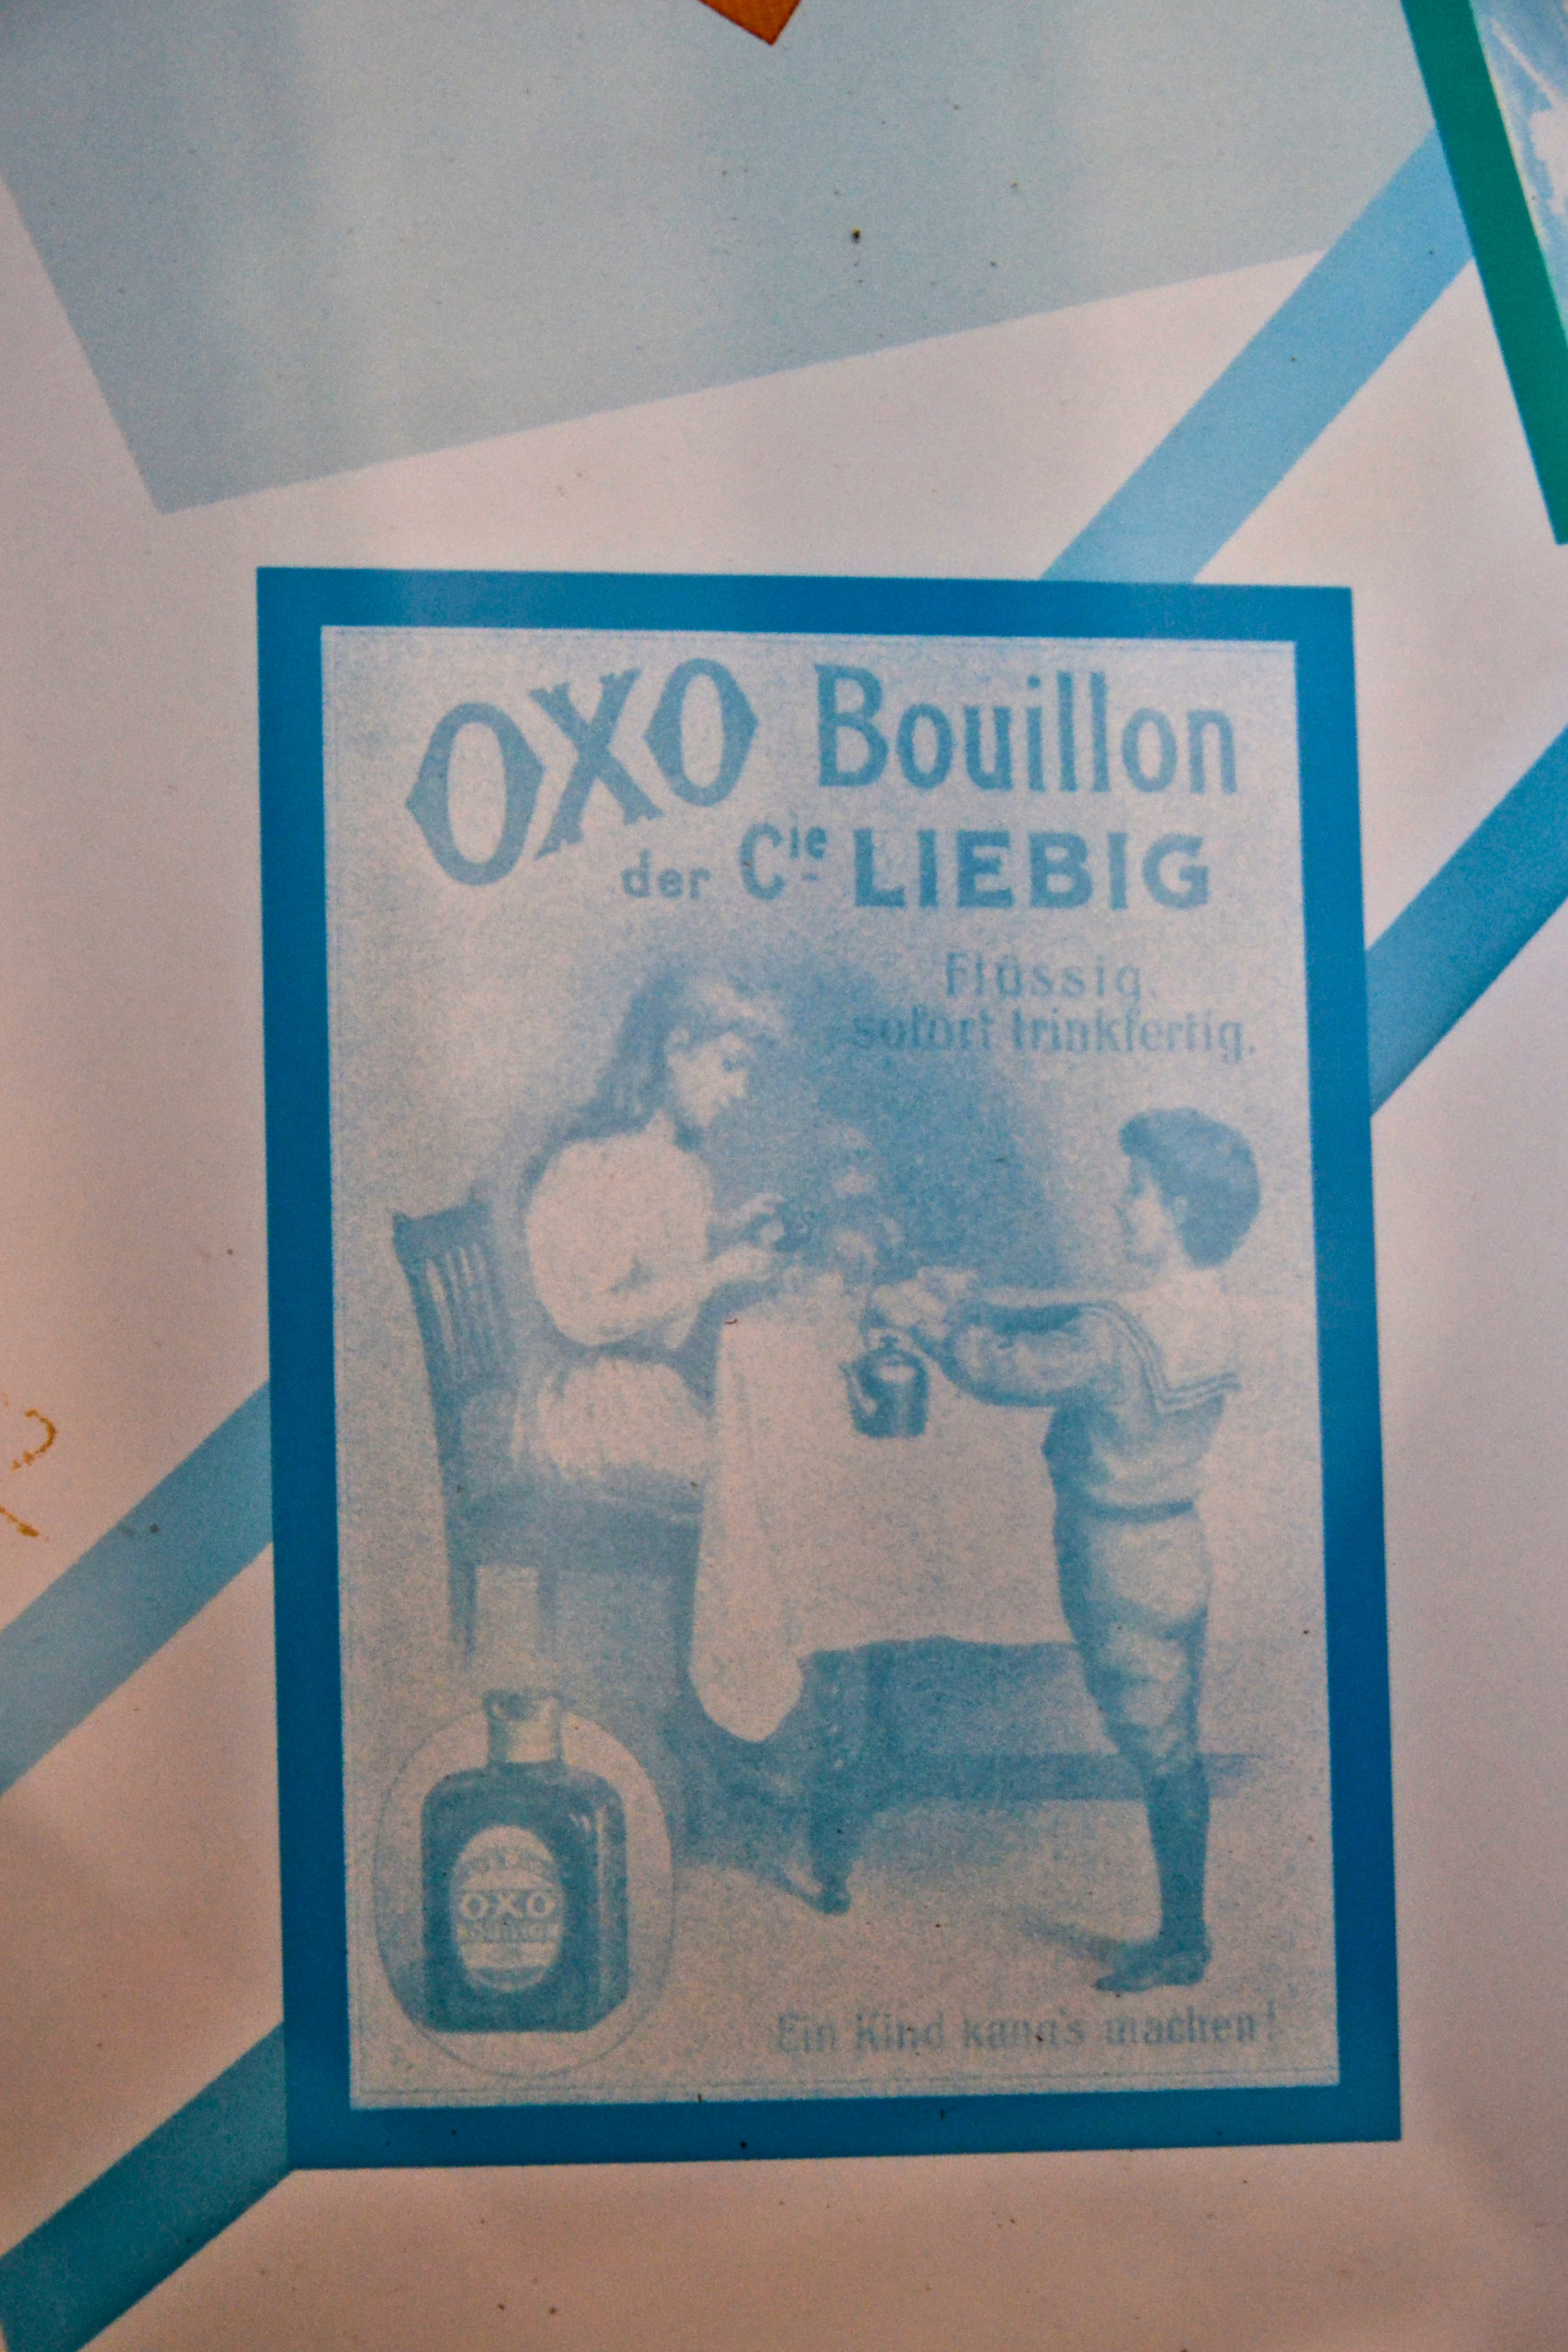 OXO Bouillon
der Cie LIEBIG
Flüssig,
sofort trinkfertig.
OXO
Ein Kind kann's machen!